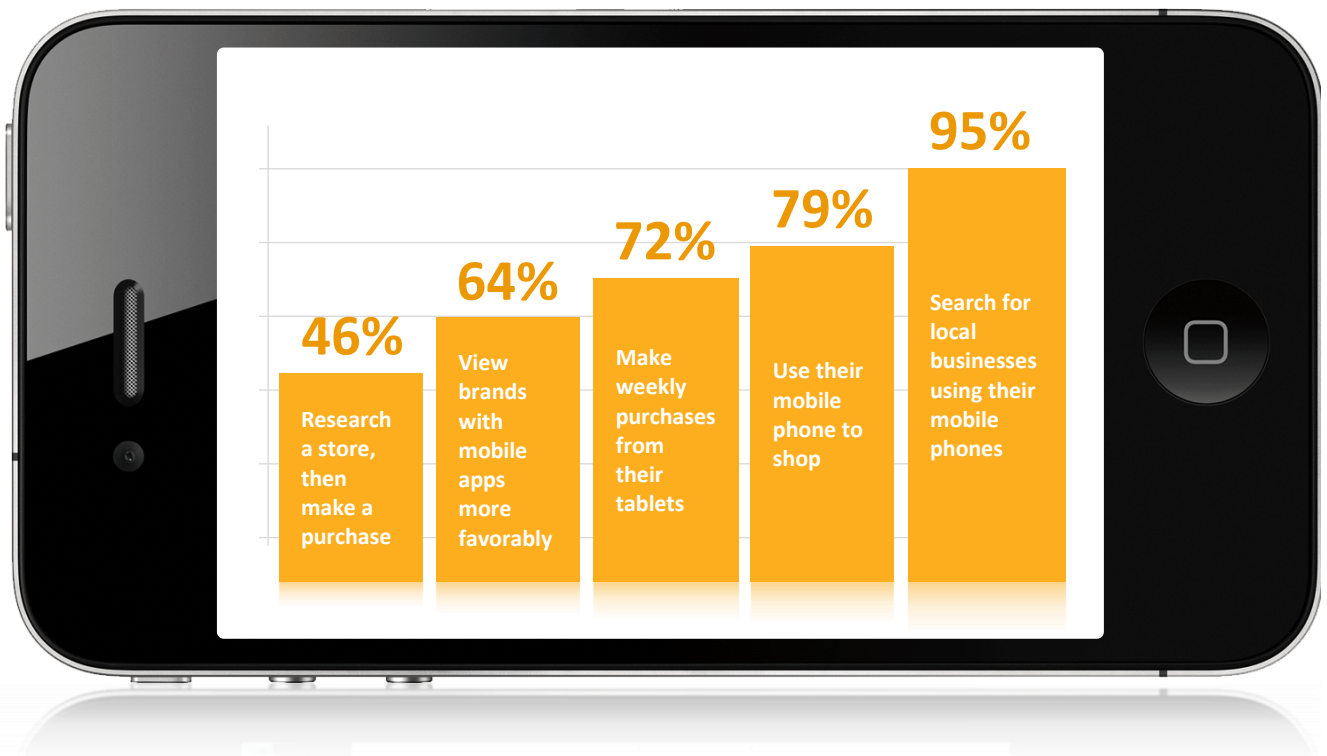 46%
Research
a store,
then
make a
purchase
64%
View
brands
with
mobile
apps
more
favorably
72%
Make
weekly
purchases
from
their
tablets
79%
Use their
mobile
phone to
shop
95%
Search for
local
businesses
using their
mobile
phones